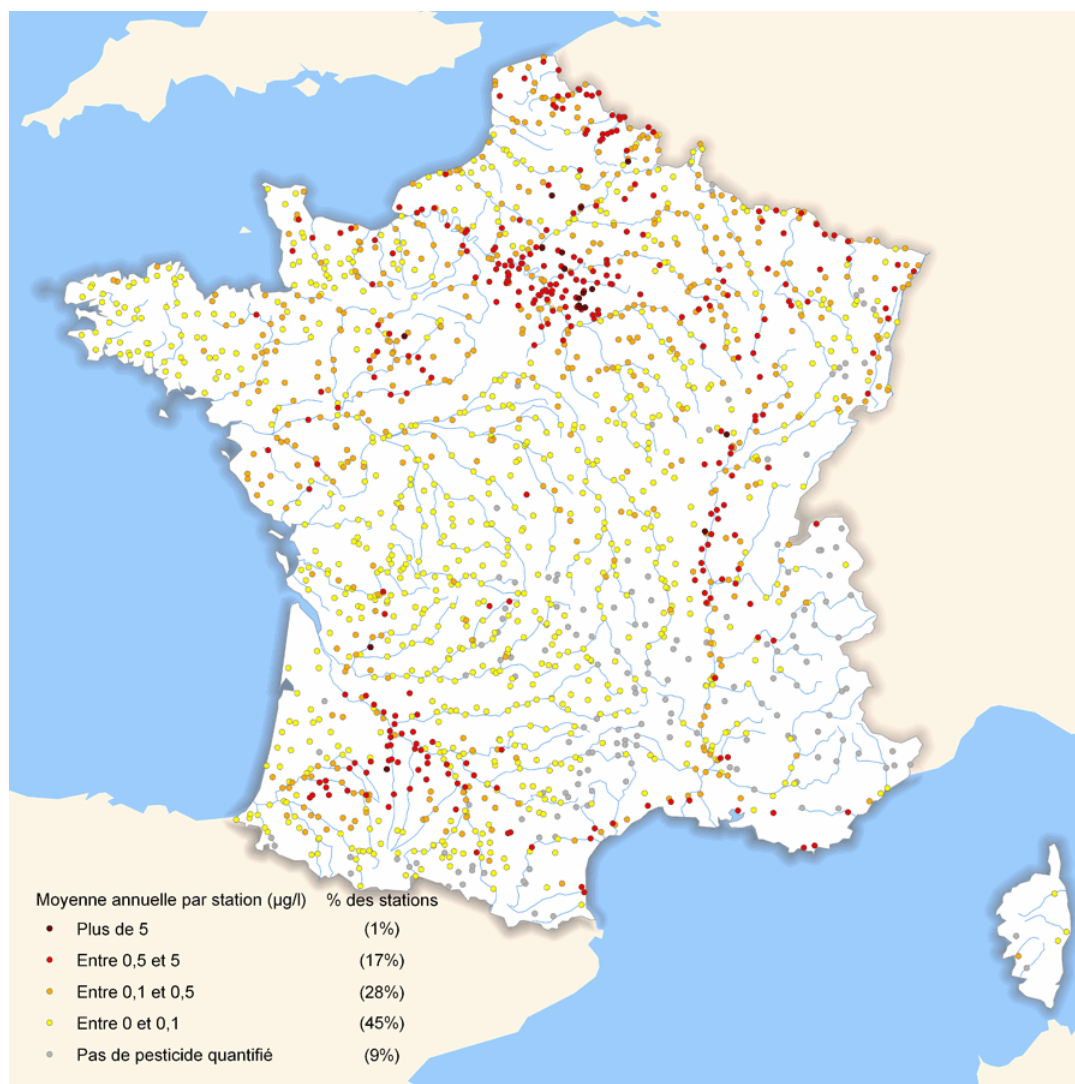 Moyenne annuelle par station (µg/l) % des stations
Plus de 5 (1%)
Entre 0,5 et 5 (17%)
Entre 0,1 et 0,5 (28%)
Entre 0 et 0,1 (45%)
Pas de pesticide quantifié (9%)